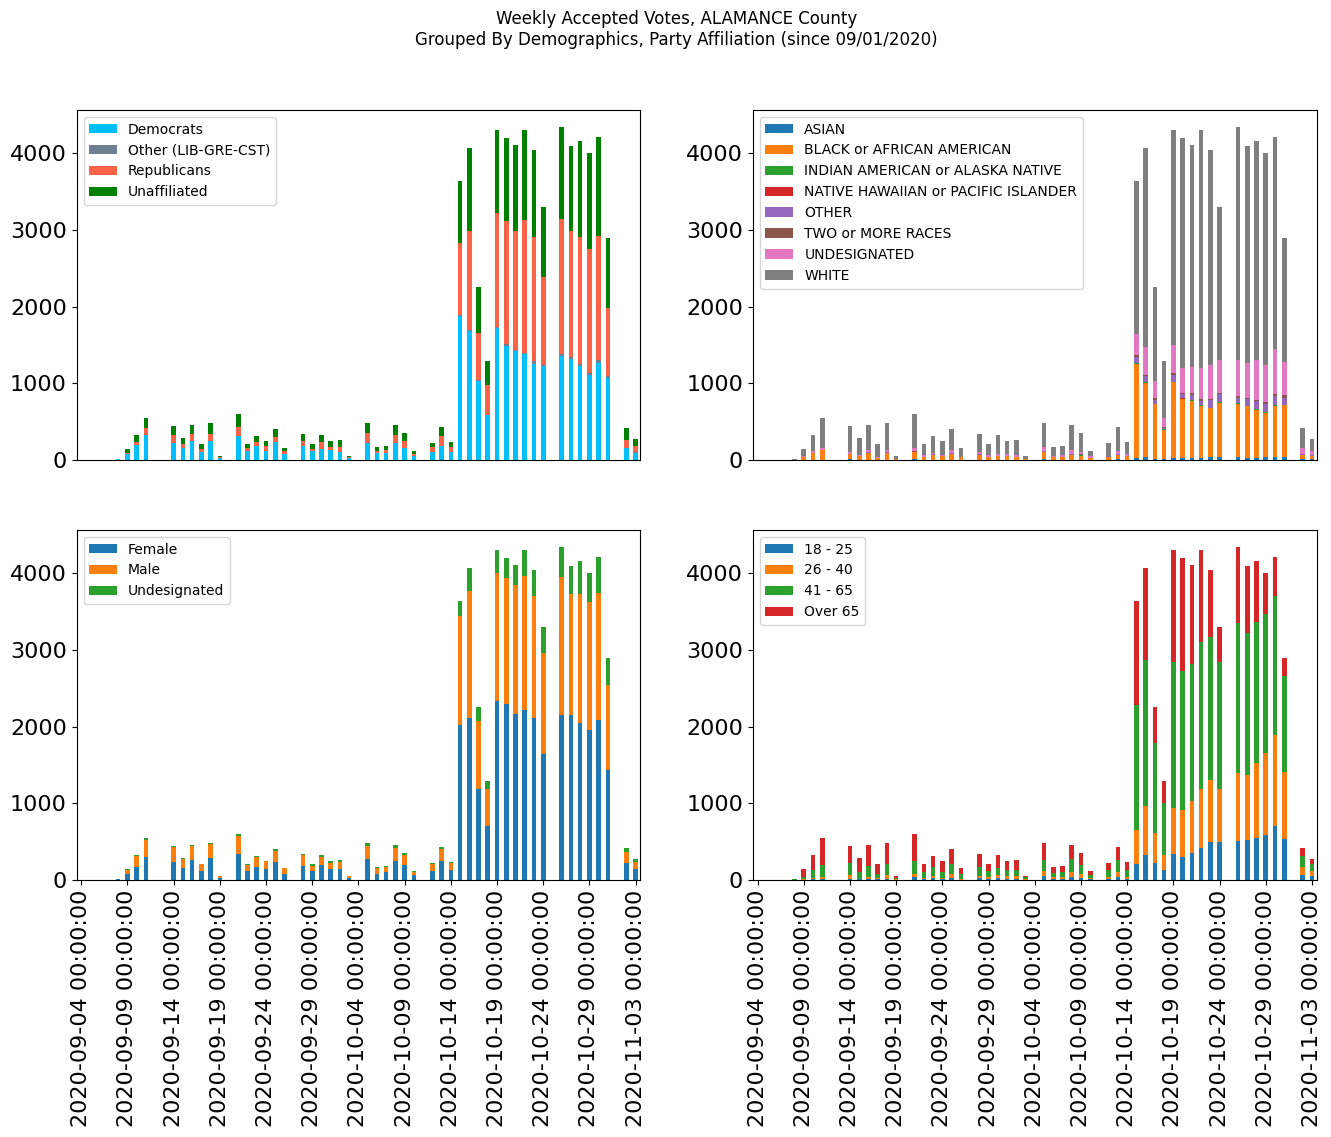 Weekly Accepted Votes, ALAMANCE County
Grouped By Demographics, Party Affiliation (since 09/01/2020)
Democrats
Other (LIB-GRE-CST)
Republicans
Unaffiliated
4000
3000
2000
1000
0
ASIAN
BLACK or AFRICAN AMERICAN
INDIAN AMERICAN or ALASKA NATIVE
NATIVE HAWAIIAN or PACIFIC ISLANDER
OTHER
TWO or MORE RACES
UNDESIGNATED
WHITE
4000
3000
2000
1000
0
Female
Male
Undesignated
4000
3000
2000
1000
0
2020-09-04 00:00:00
2020-09-09 00:00:00
2020-09-14 00:00:00
2020-09-19 00:00:00
2020-09-24 00:00:00
2020-09-29 00:00:00
2020-10-04 00:00:00
2020-10-09 00:00:00
2020-10-14 00:00:00
2020-10-19 00:00:00
2020-10-24 00:00:00
2020-10-29 00:00:00
2020-11-03 00:00:00
18 - 25
26 - 40
41 - 65
Over 65
4000
3000
2000
1000
0
2020-09-04 00:00:00
2020-09-09 00:00:00
2020-09-14 00:00:00
2020-09-19 00:00:00
2020-09-24 00:00:00
2020-09-29 00:00:00
2020-10-04 00:00:00
2020-10-09 00:00:00
2020-10-14 00:00:00
2020-10-19 00:00:00
2020-10-24 00:00:00
2020-10-29 00:00:00
2020-11-03 00:00:00